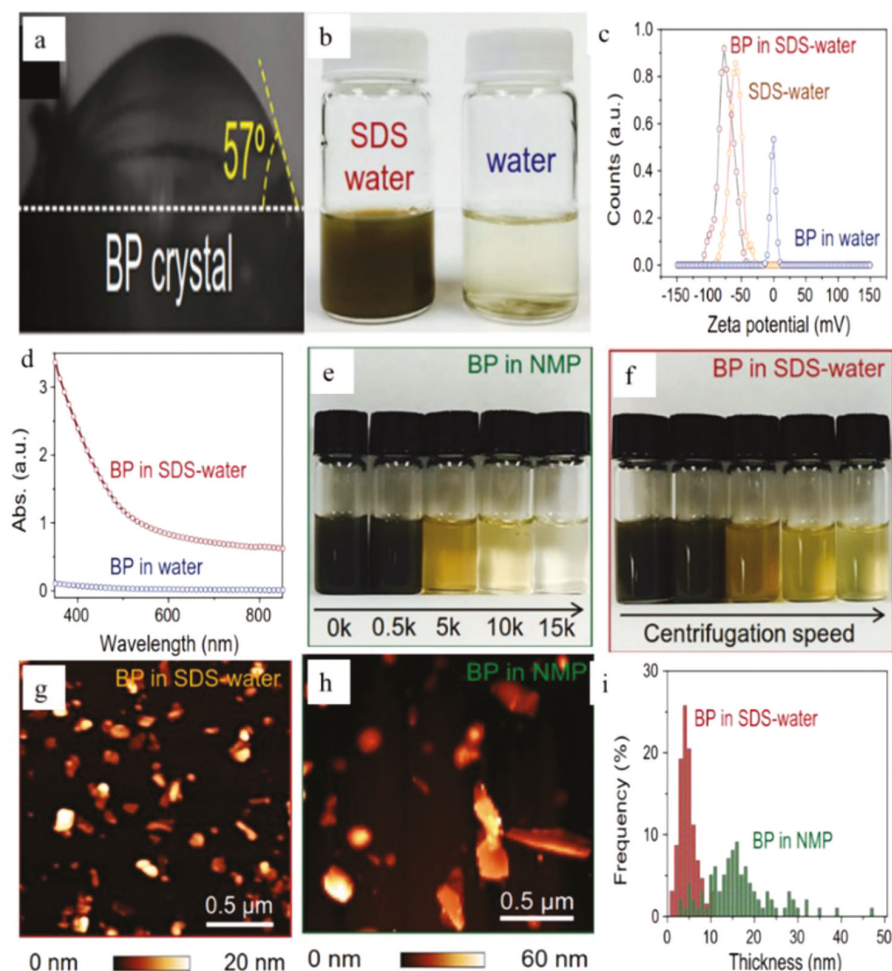 a
57°
BP crystal
b
SDS
water
water
c
BP in SDS-water
SDS-water
BP in water
Counts (a.u.)
1.0
0.8
0.6
0.4
0.2
0.0
-150 -100 -50 0 50 100 150
Zeta potential (mV)
d
Abs. (a.u.)
3
2
1
0
BP in SDS-water
BP in water
400 600 800
Wavelength (nm)
e
BP in NMP
0k 0.5k 5k 10k 15k
f
BP in SDS-water
Centrifugation speed
g
BP in SDS-water
0.5 µm
0 nm 20 nm
h
BP in NMP
0.5 µm
0 nm 60 nm
i
Frequency (%)
30
20
10
0
BP in SDS-water
BP in NMP
0 10 20 30 40 50
Thickness (nm)